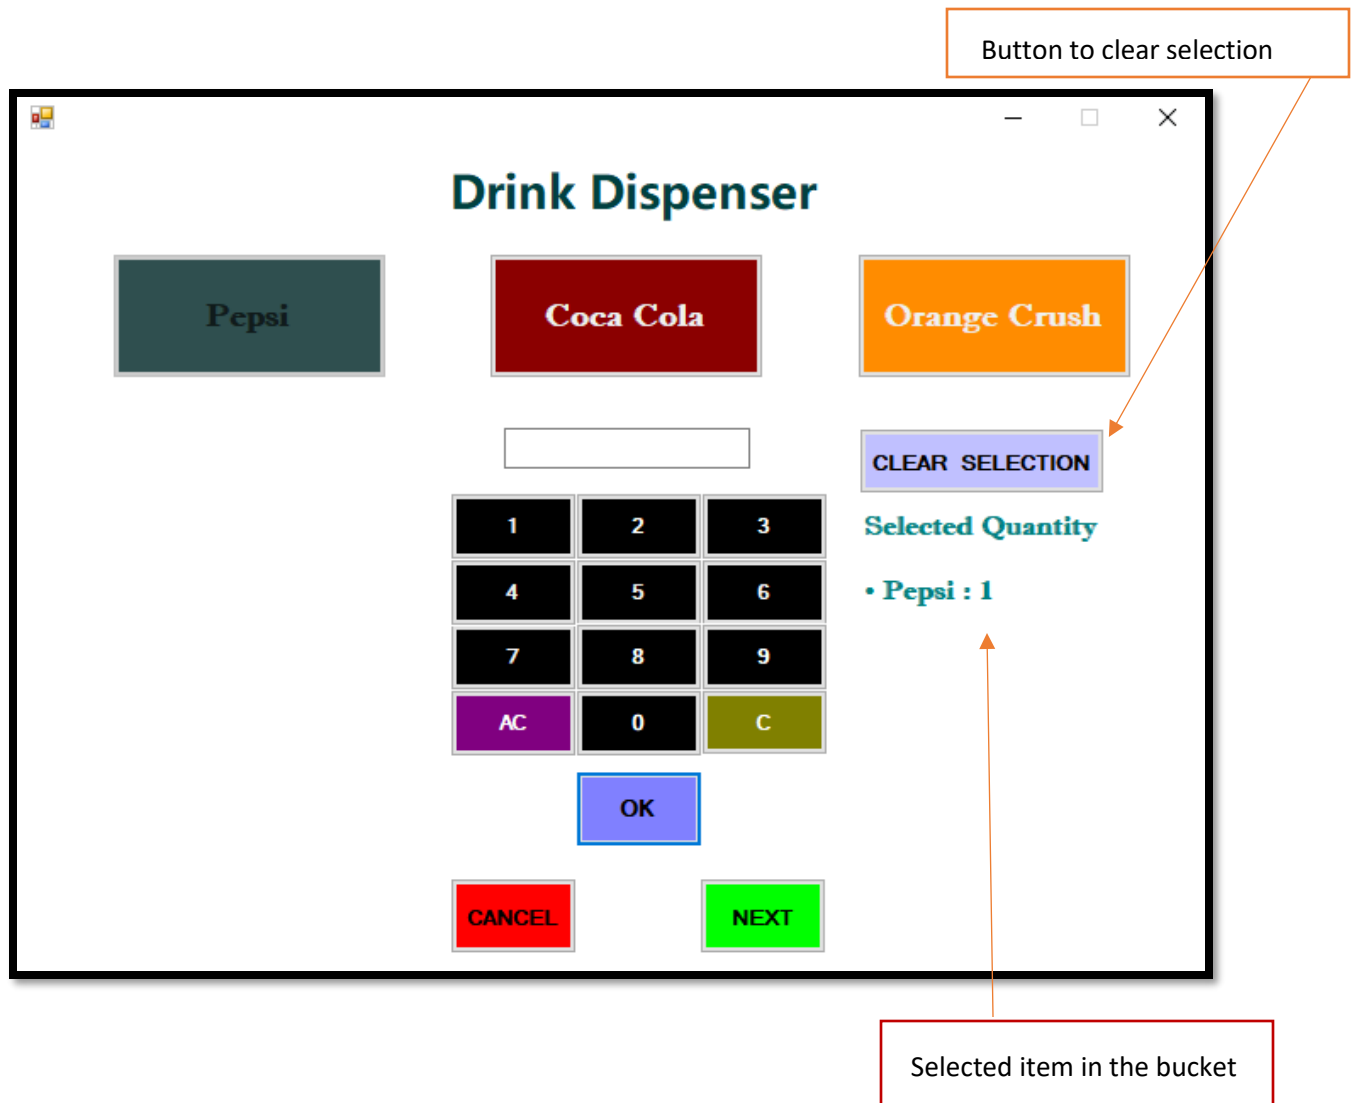 Button to clear selection
Drink Dispenser
Pepsi
Coca Cola
Orange Crush
CLEAR SELECTION
1 2 3
Selected Quantity
4 5 6
• Pepsi : 1
7 8 9
AC 0 C
OK
CANCEL
NEXT
Selected item in the bucket